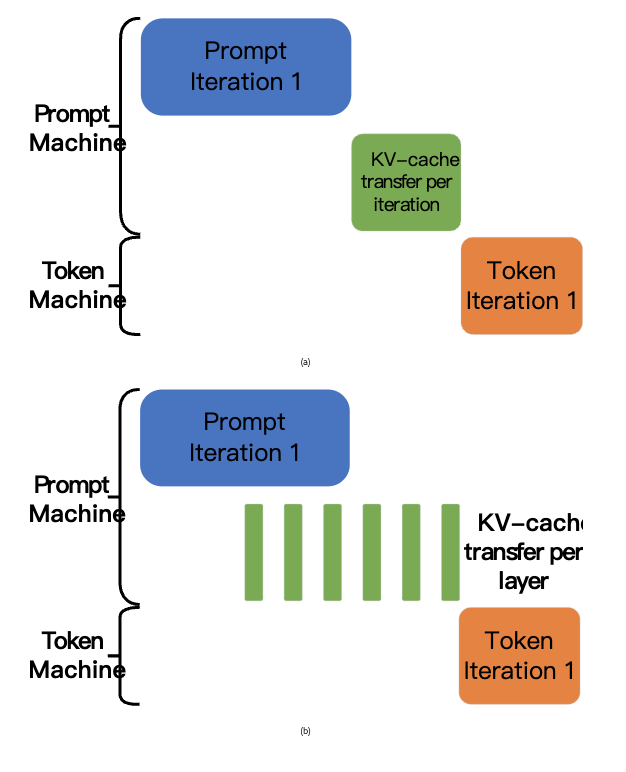 Prompt
Iteration 1
Prompt
Machine
KV-cache
transfer per
iteration
Token
Machine
Token
Iteration 1
(a)
Prompt
Iteration 1
Prompt
Machine
KV-cache
transfer per
layer
Token
Machine
Token
Iteration 1
(b)